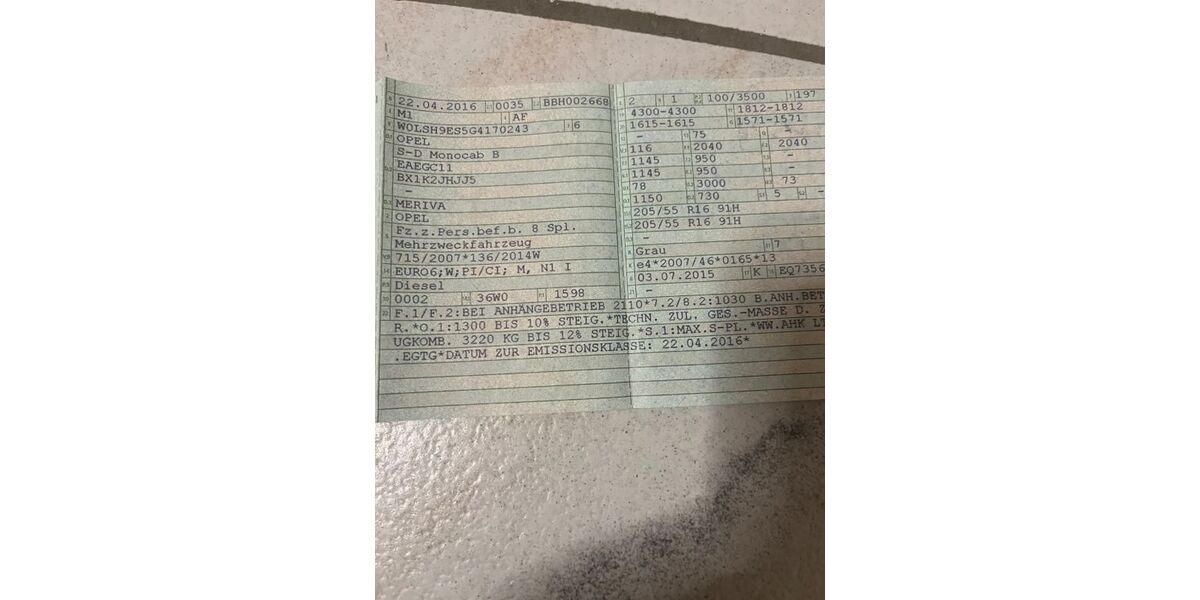 22.04.2016 0035 BBH002668
M1 AF
W0LSH9ES5G4170243 6
OPEL
S-D Monocab B
EAEGC11
BX1K2JHJJ5
-
MERIVA
OPEL
Fz.z.Pers.bef.b. 8 Spl.
Mehrzweckfahrzeug
715/2007*136/2014W
EURO6;W;PI/CI; M, N1 I
Diesel
0002 36W0 1598
2 1 100/3500 197
4300-4300 1812-1812
1615-1615 1571-1571
- 75 -
116 2040 2040
1145 950 -
1145 950 -
78 3000 73
1150 730 5 -
205/55 R16 91H
205/55 R16 91H
-
Grau 7
e4*2007/46*0165*13
03.07.2015 K EQ7356
-
F.1/F.2:BEI ANHÄNGEBETRIEB 2110*7.2/8.2:1030 B.ANH.BET
R.*O.1:1300 BIS 10% STEIG.*TECHN. ZUL. GES.-MASSE D. Z
UGKOMB. 3220 KG BIS 12% STEIG.*S.1:MAX.S-PL.*WW.AHK LT
.EGTG*DATUM ZUR EMISSIONSKLASSE: 22.04.2016*